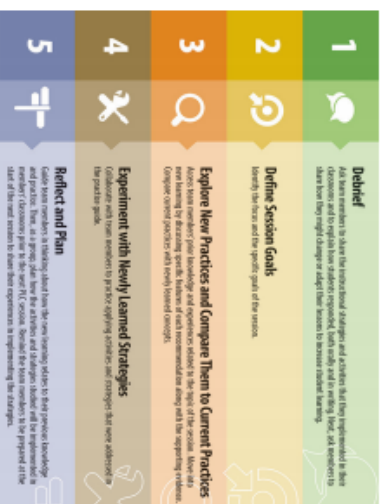 1
Debrief
Ask team members to share the instructional strategies and activities that they implemented in their
classrooms and to explain how students responded, both orally and in writing. Next, ask members to
share how they might change or adapt their lessons to increase student learning.
2
Define Session Goals
Identify the focus and the specific goals of the session.
3
Explore New Practices and Compare Them to Current Practices
Assess team members' prior knowledge and experiences related to the topic of the session. Move into
new learning by discussing specific features of each recommendation along with the supporting evidence.
Compare current practices with newly learned concepts.
4
Experiment with Newly Learned Strategies
Collaborate with team members to practice applying activities and strategies that were addressed in
the practice guide.
5
Reflect and Plan
Guide team members in thinking about how the new learning relates to their previous knowledge
and practice. Then, as a group, plan how the activities and strategies studied will be implemented in
members' classrooms prior to the next PLC session. Remind the team members to be prepared at the
start of the next session to share their experiences in implementing the strategies.